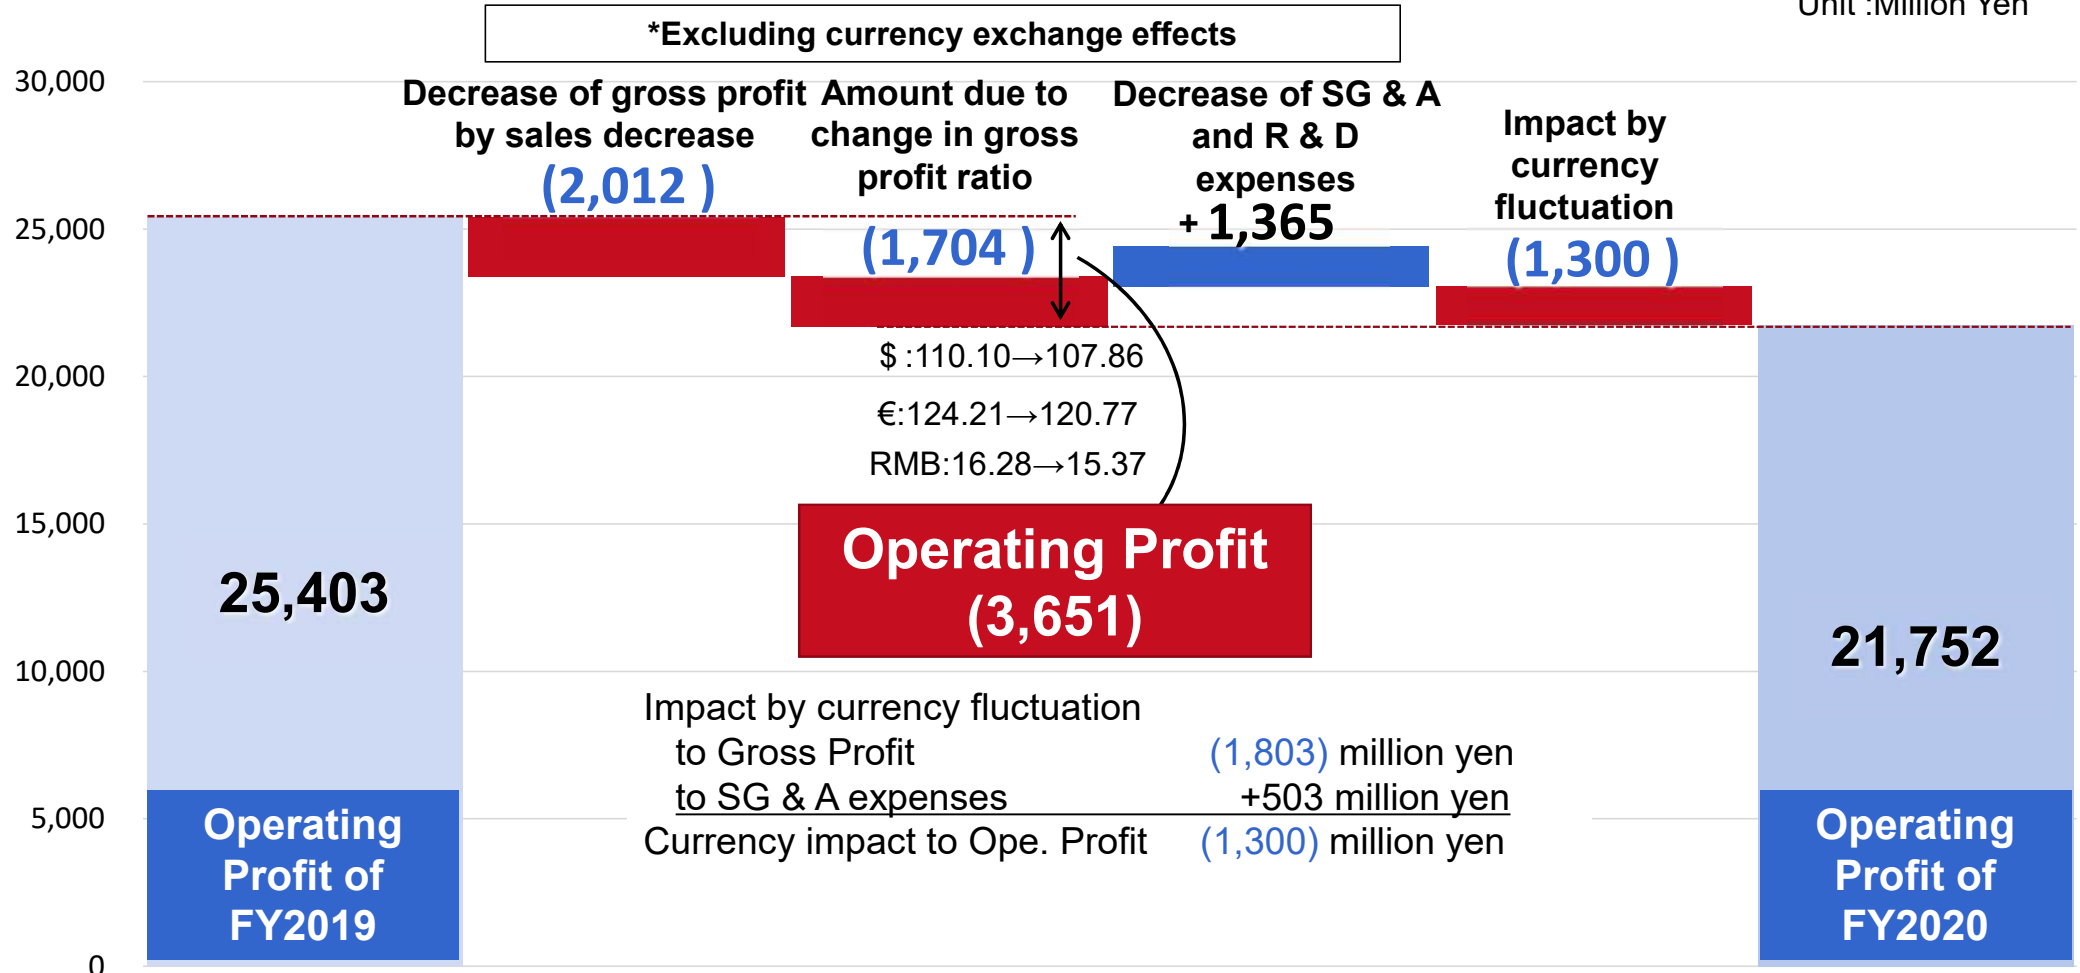 Unit :Million Yen
*Excluding currency exchange effects
30,000
25,000
20,000
15,000
10,000
5,000
0
Decrease of gross profit
by sales decrease
(2,012 )
Amount due to
change in gross
profit ratio
(1,704 )
Decrease of SG & A
and R & D
expenses
+ 1,365
Impact by
currency
fluctuation
(1,300 )
$ :110.10→107.86
€:124.21→120.77
RMB:16.28→15.37
Operating Profit
(3,651)
25,403
21,752
Impact by currency fluctuation
to Gross Profit (1,803) million yen
to SG & A expenses +503 million yen
Currency impact to Ope. Profit (1,300) million yen
Operating
Profit of
FY2019
Operating
Profit of
FY2020